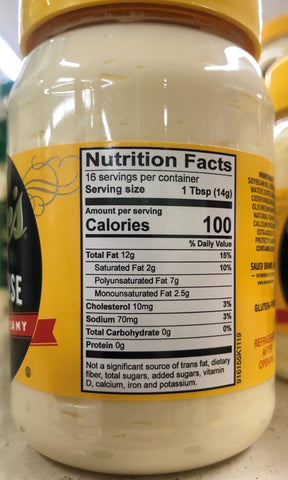 Nutrition Facts
16 servings per container
Serving size 1 Tbsp (14g)
Amount per serving
Calories 100
% Daily Value
Total Fat 12g 15%
Saturated Fat 2g 10%
Polyunsaturated Fat 7g
Monounsaturated Fat 2.5g
Cholesterol 10mg 3%
Sodium 70mg 3%
Total Carbohydrate 0g 0%
Protein 0g
Not a significant source of trans fat, dietary
fiber, total sugars, added sugars, vitamin
D, calcium, iron and potassium.
91615SK1119
SAUER BRANDS
GLUTEN-